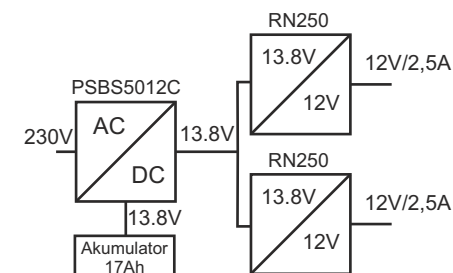 RN250
13.8V
12V/2,5A
12V
PSBS5012C
AC
230V
13.8V
DC
13.8V
Akumulator
17Ah
RN250
13.8V
12V/2,5A
12V